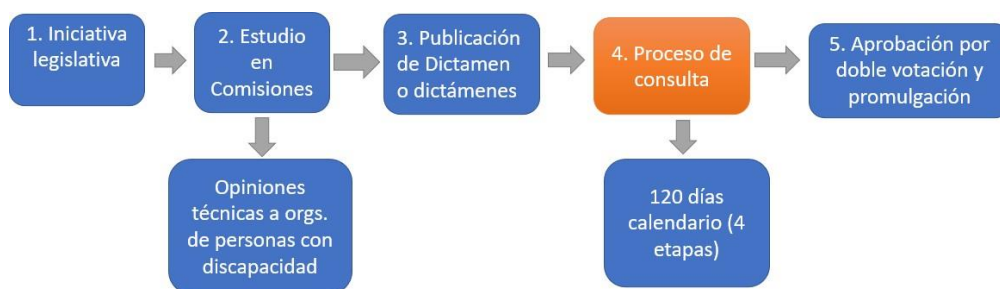 1. Iniciativa
legislativa
2. Estudio
en
Comisiones
3. Publicación
de Dictamen
o dictámenes
4. Proceso de
consulta
5. Aprobación por
doble votación y
promulgación
Opiniones
técnicas a orgs.
de personas con
discapacidad
120 días
calendario (4
etapas)